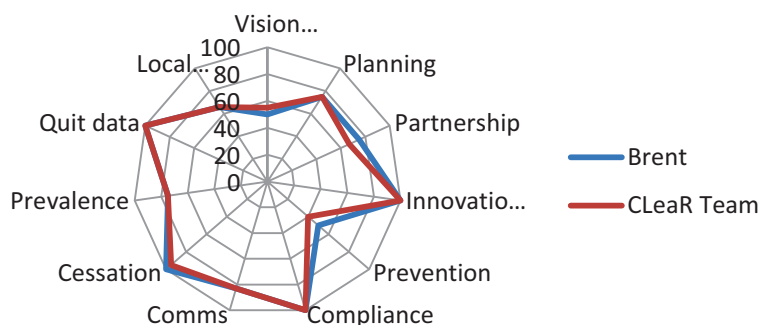 Vision...
Planning
Partnership
Innovatio...
Prevention
Compliance
Comms
Cessation
Prevalence
Quit data
Local...
100
80
60
40
20
0
Brent
CLeaR Team